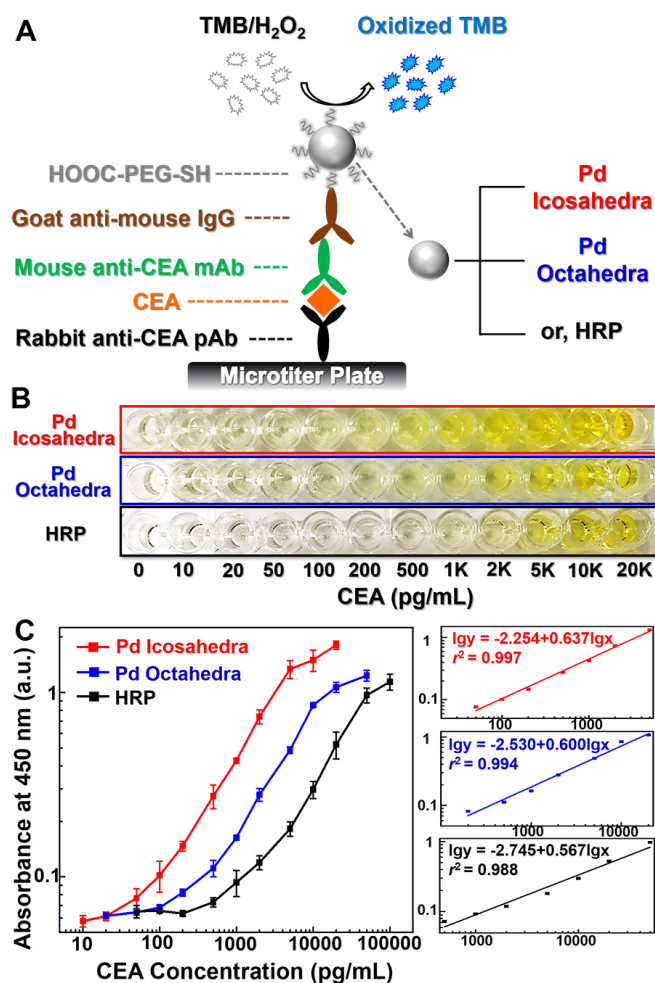 A
TMB/H₂O₂
Oxidized TMB
HOOC-PEG-SH
Goat anti-mouse IgG
Mouse anti-CEA mAb
CEA
Rabbit anti-CEA pAb
Microtiter Plate
Pd
Icosahedra
Pd
Octahedra
or, HRP
B
Pd
Icosahedra
Pd
Octahedra
HRP
0 10 20 50 100 200 500 1K 2K 5K 10K 20K
CEA (pg/mL)
C
Absorbance at 450 nm (a.u.)
1
0.1
Pd Icosahedra
Pd Octahedra
HRP
10 100 1000 10000 100000
CEA Concentration (pg/mL)
lgy = -2.254+0.637lgx
r² = 0.997
1
0.1
100 1000
lgy = -2.530+0.600lgx
r² = 0.994
1
0.1
1000 10000
lgy = -2.745+0.567lgx
r² = 0.988
1
0.1
1000 10000